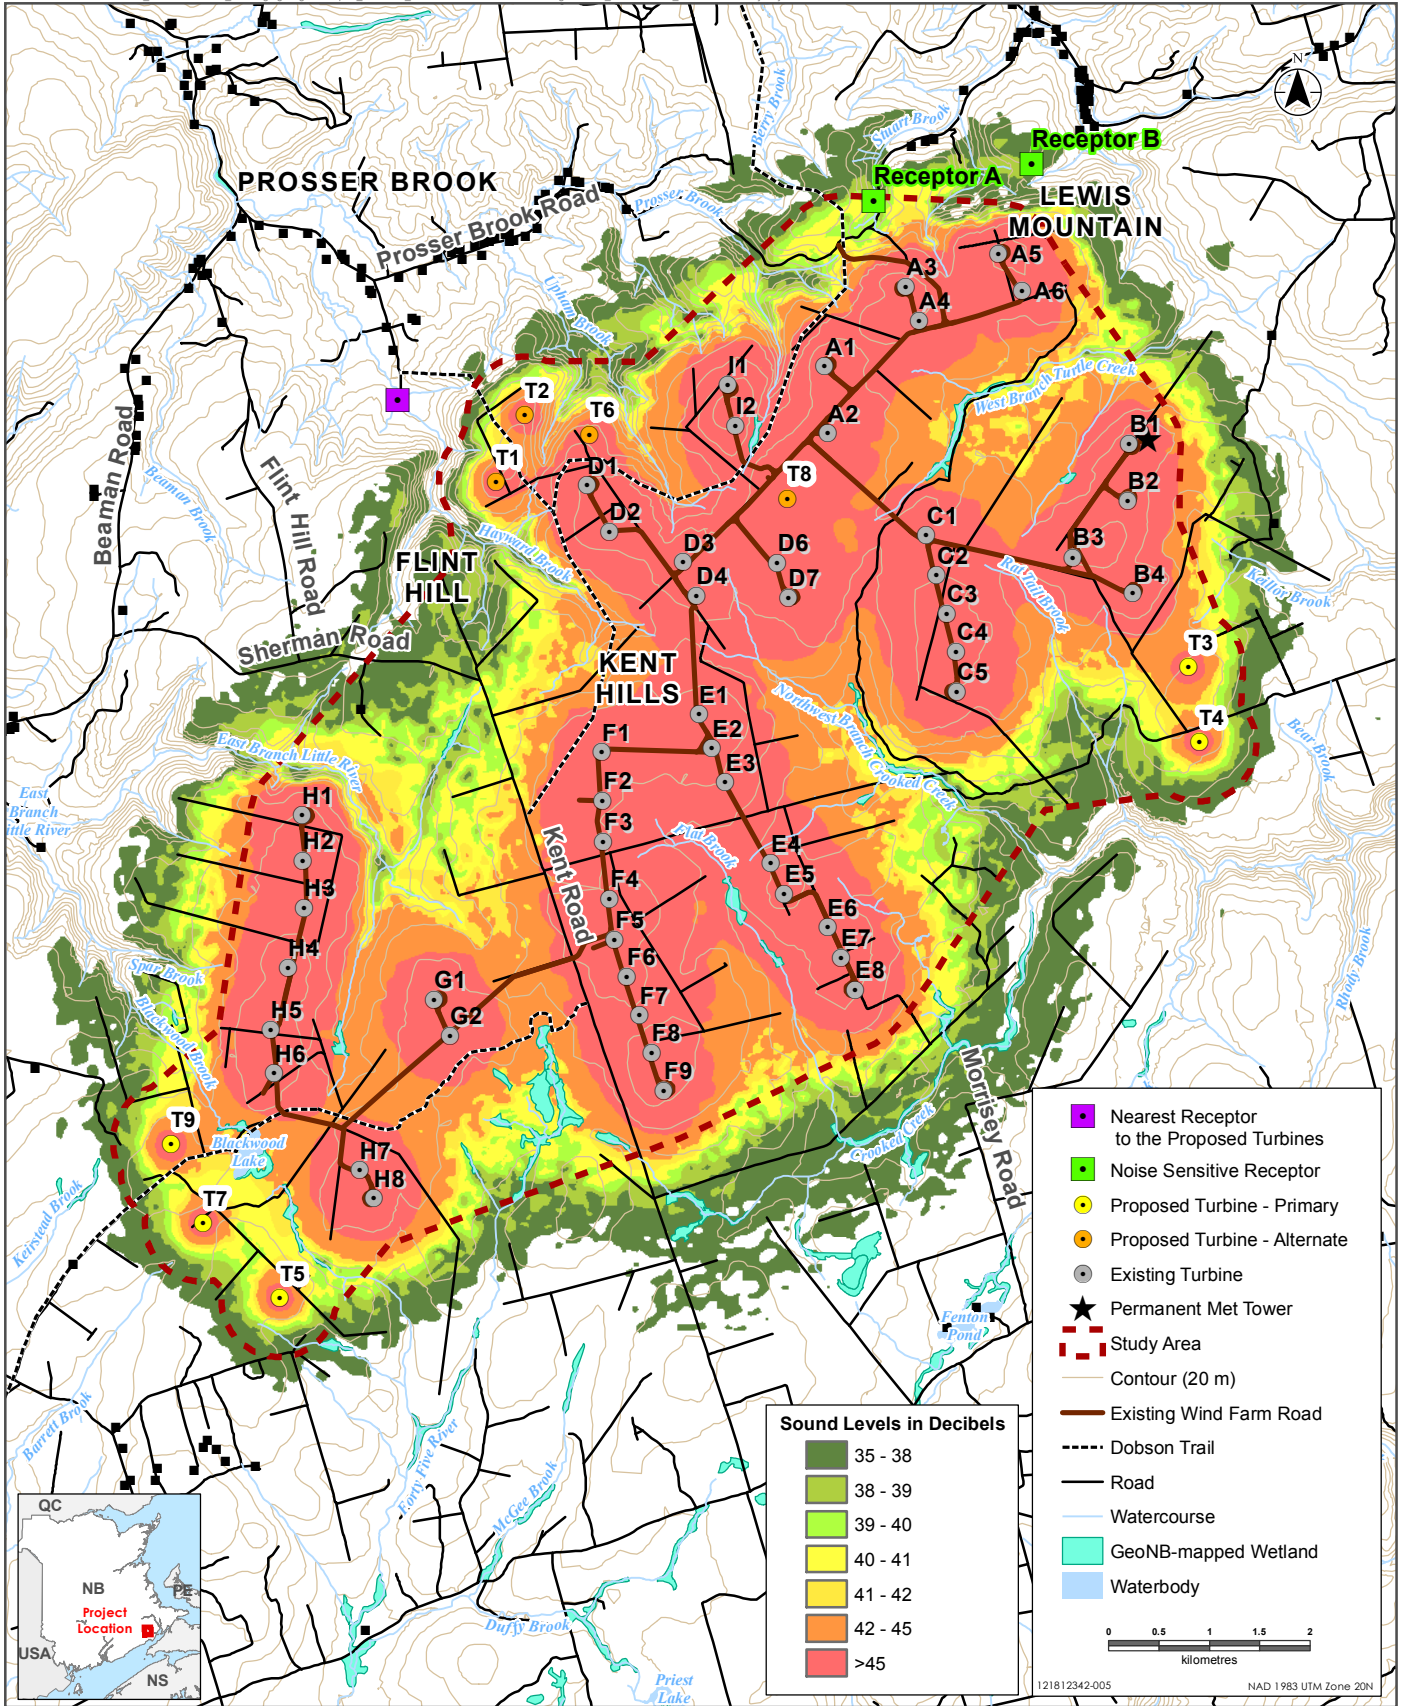 N
Berry Brook
Stuart Brook
Receptor B
Receptor A
LEWIS
MOUNTAIN
PROSSER BROOK
Prosser Brook Road
Prosser Brook
Upham Brook
A3
A4
A5
A6
A1
A2
I1
I2
West Branch Turtle Creek
T2
T6
T1
T8
D1
D2
D3
D4
D6
D7
B1
B2
B3
B4
C1
C2
C3
C4
C5
Beaman Road
Beaman Brook
Flint Hill Road
Hayward Brook
FLINT
HILL
Sherman Road
Rat Tail Brook
Keillor Brook
T3
T4
KENT
HILLS
Northwest Branch Crooked Creek
Bear Brook
E1
E2
E3
E4
E5
E6
E7
E8
F1
F2
F3
F4
F5
F6
F7
F8
F9
East Branch Little River
East
Branch
ittle River
Kent Road
Flat Brook
H1
H2
H3
H4
H5
H6
H7
H8
G1
G2
Spar Brook
Blackwood Brook
Rhody Brook
Morrisey Road
Crooked Creek
T9
Blackwood
Lake
T7
T5
Keirstead Brook
Fenton
Pond
Barrett Brook
Forty Five River
McGee Brook
Duffy Brook
Priest
Lake
Nearest Receptor
to the Proposed Turbines
Noise Sensitive Receptor
Proposed Turbine - Primary
Proposed Turbine - Alternate
Existing Turbine
Permanent Met Tower
Study Area
Contour (20 m)
Existing Wind Farm Road
Dobson Trail
Road
Watercourse
GeoNB-mapped Wetland
Waterbody
0 0.5 1 1.5 2
kilometres
121812342-005
NAD 1983 UTM Zone 20N
Sound Levels in Decibels
35 - 38
38 - 39
39 - 40
40 - 41
41 - 42
42 - 45
>45
QC
NB
PE
Project
Location
USA
NS